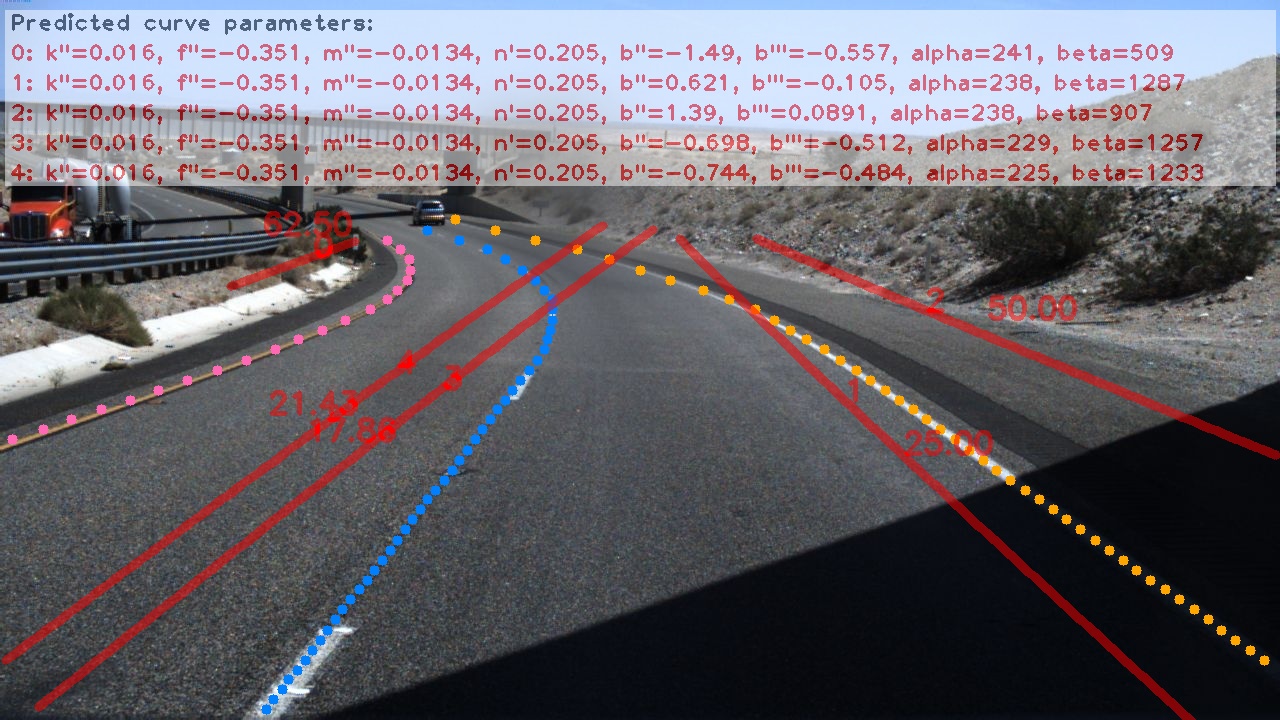 Predicted curve parameters:
0: k''=0.016, f''=−0.351, m''=−0.0134, n'=0.205, b''=−1.49, b'''=−0.557, alpha=241, beta=509
1: k''=0.016, f''=−0.351, m''=−0.0134, n'=0.205, b''=0.621, b'''=−0.105, alpha=238, beta=1287
2: k''=0.016, f''=−0.351, m''=−0.0134, n'=0.205, b''=1.39, b'''=0.0891, alpha=238, beta=907
3: k''=0.016, f''=−0.351, m''=−0.0134, n'=0.205, b''=−0.698, b'''=−0.512, alpha=229, beta=1257
4: k''=0.016, f''=−0.351, m''=−0.0134, n'=0.205, b''=−0.744, b'''=−0.484, alpha=225, beta=1233
62.50
0
2 50.00
4
3
1
21.43
17.86
25.00